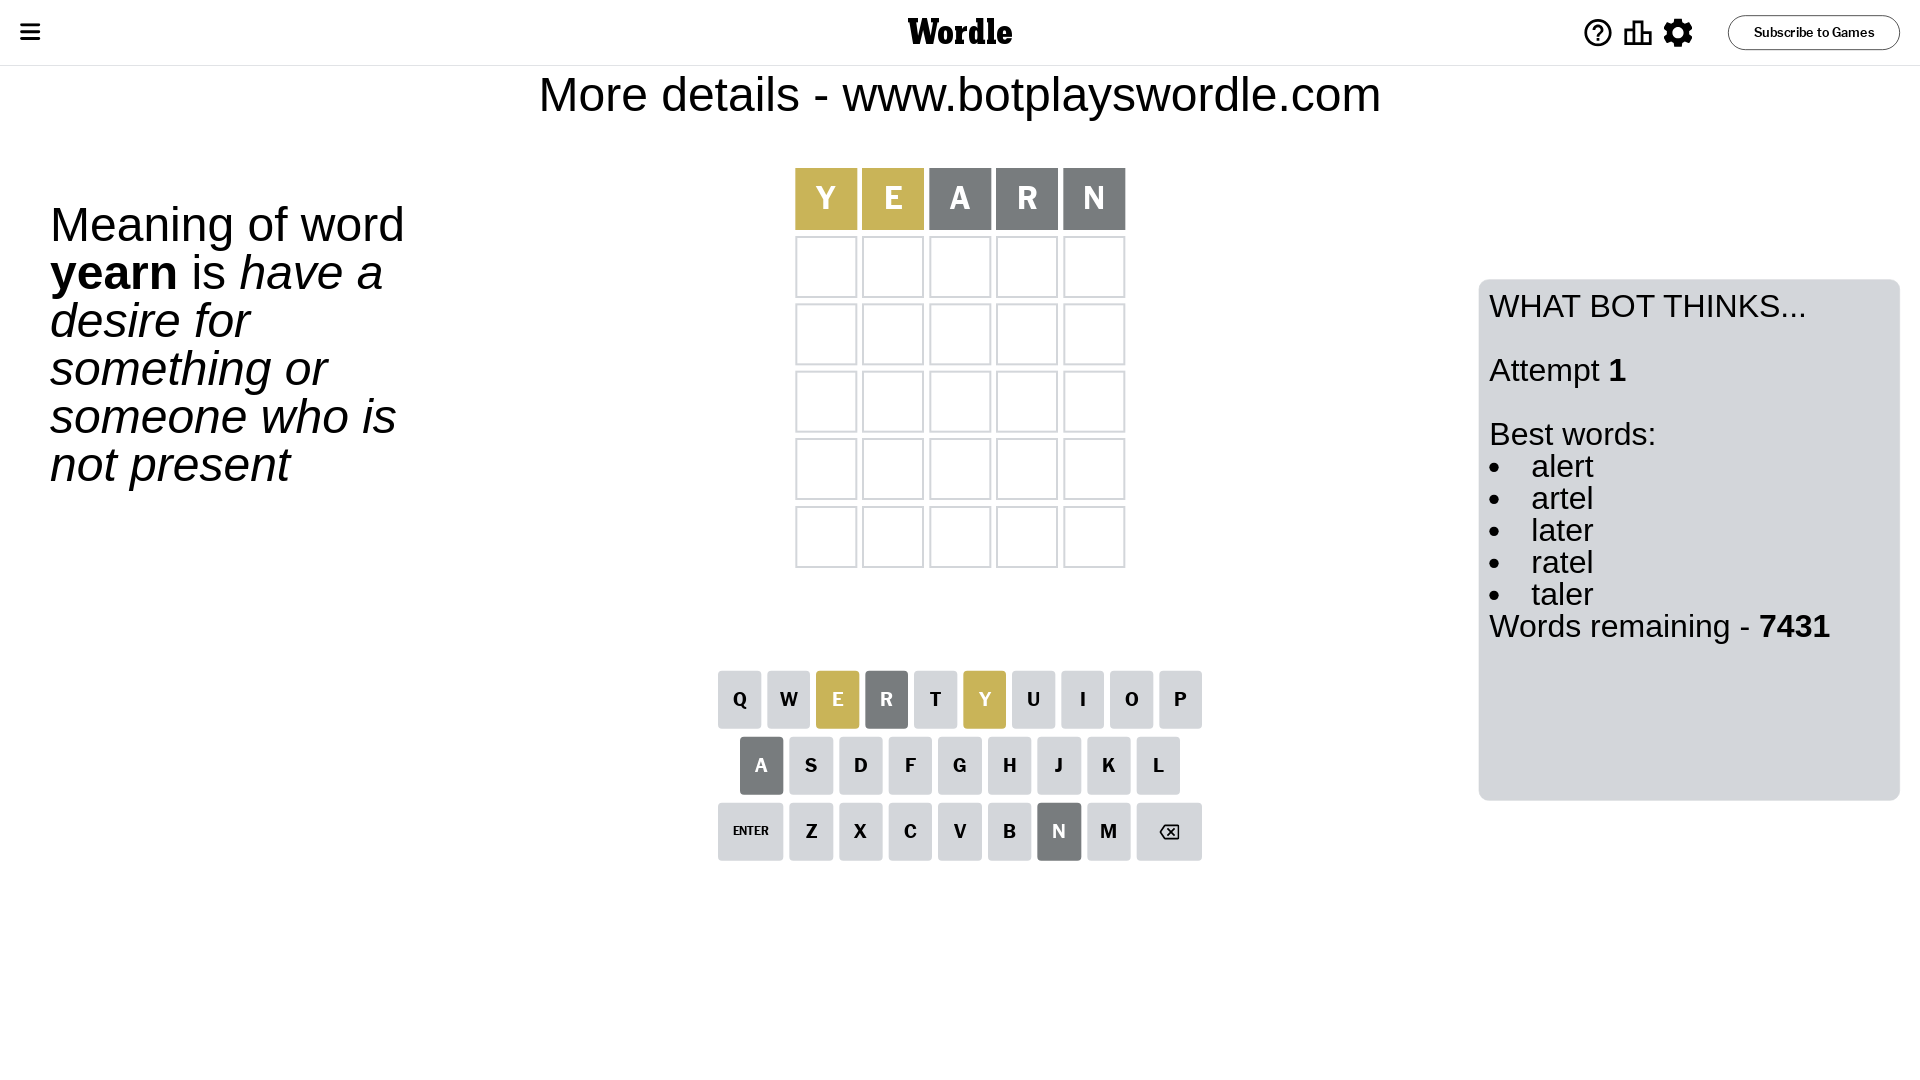 Wordle
Subscribe to Games
More details - www.botplayswordle.com
Meaning of word
yearn is have a
desire for
something or
someone who is
not present
Y E A R N
WHAT BOT THINKS...
Attempt 1
Best words:
• alert
• artel
• later
• ratel
• taler
Words remaining - 7431
Q W E R T Y U I O P
A S D F G H J K L
ENTER Z X C V B N M